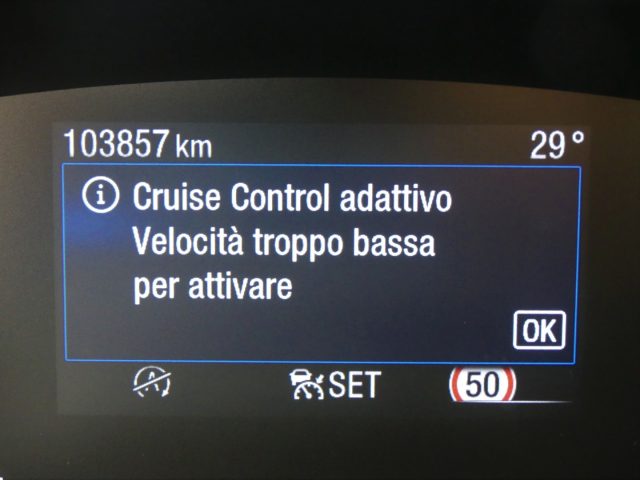 103857 km 29°
Cruise Control adattivo
Velocità troppo bassa
per attivare
OK
A SET 50